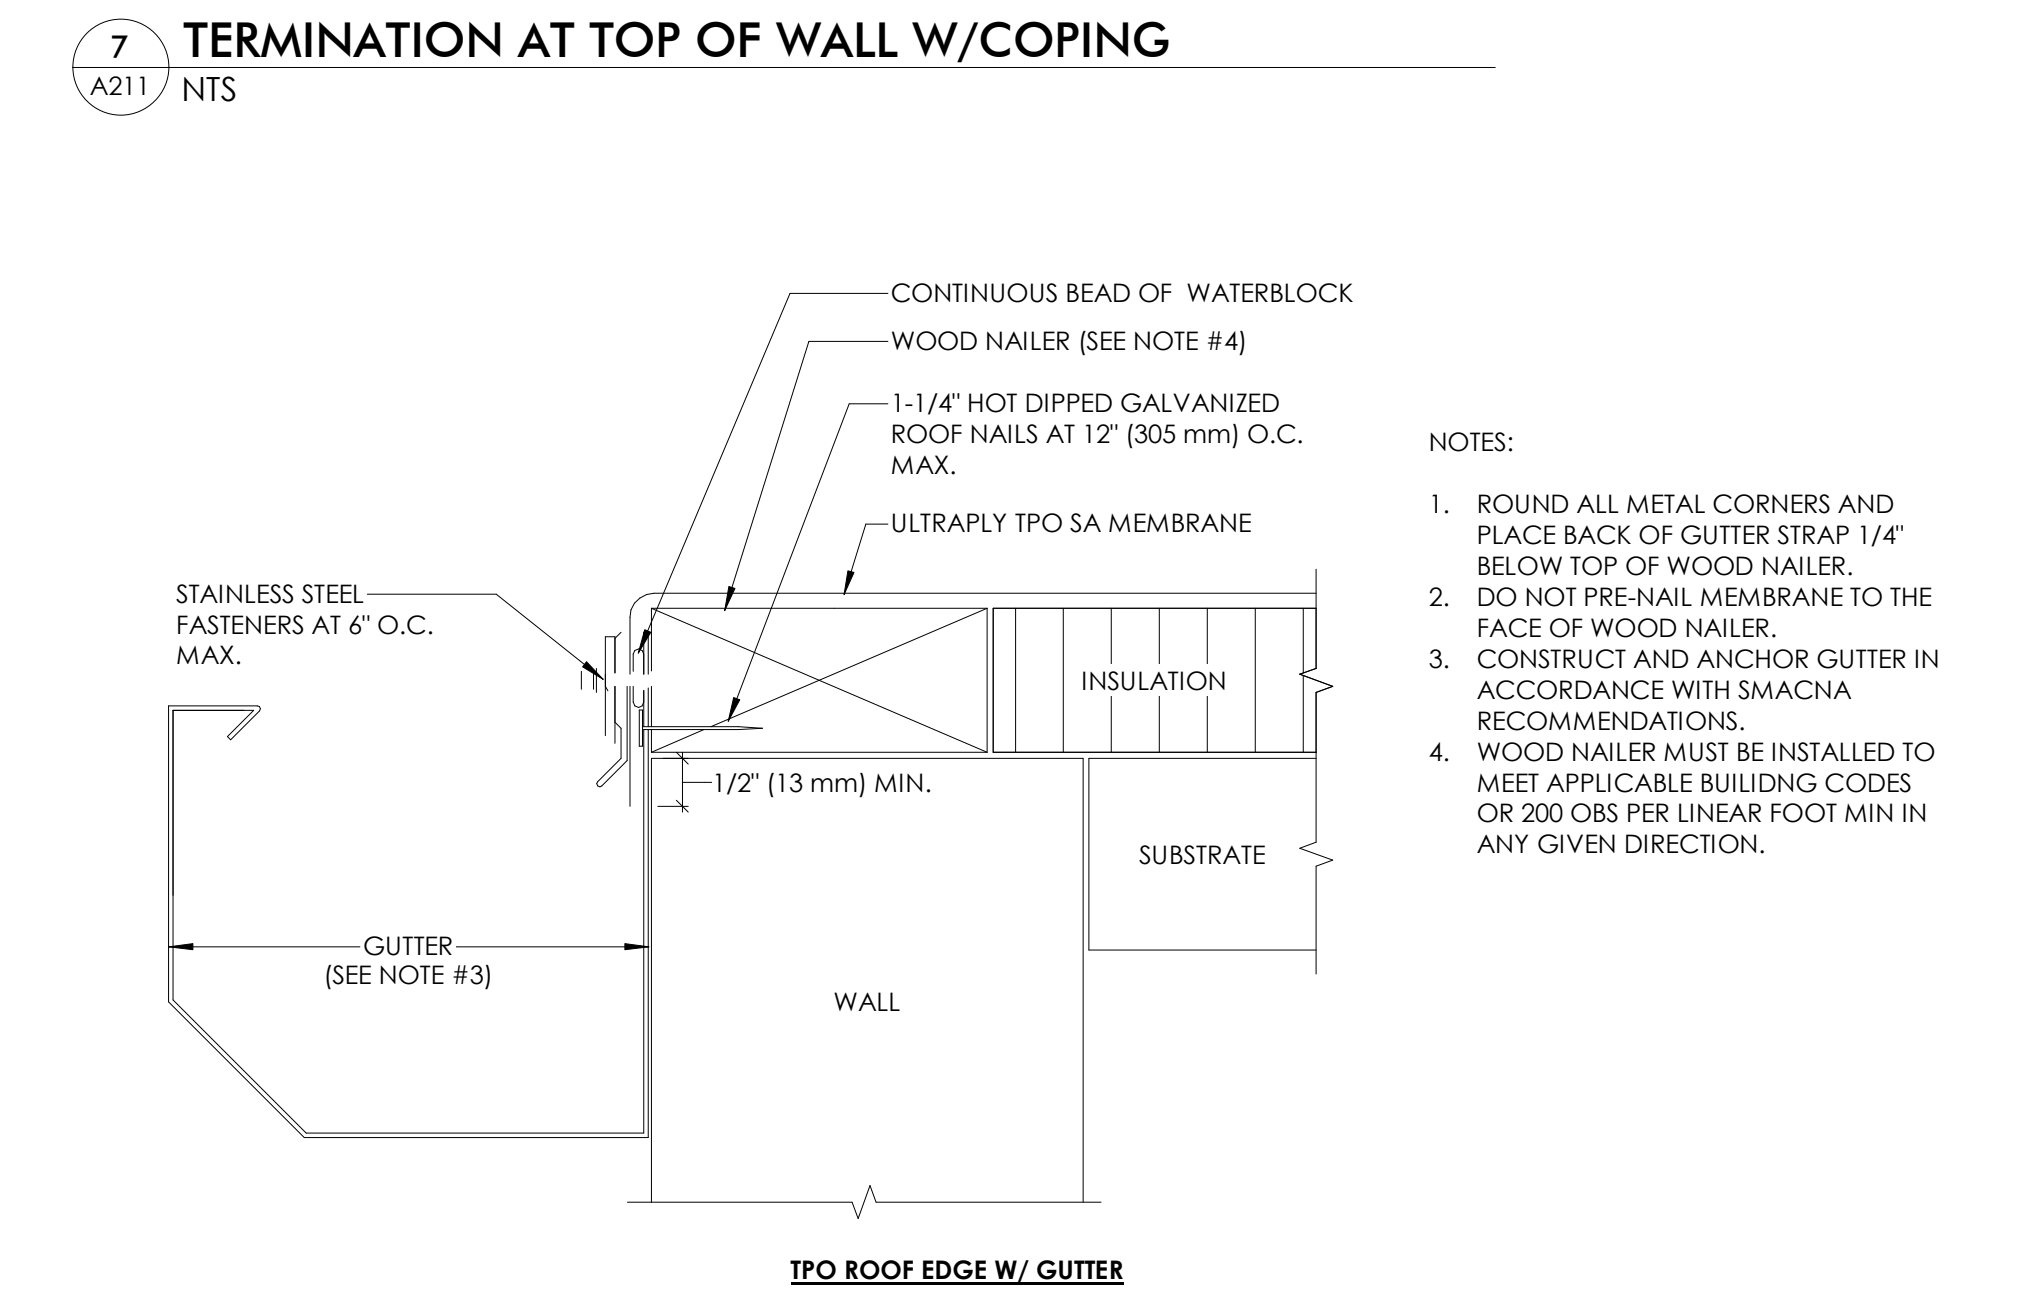 7
A211
TERMINATION AT TOP OF WALL W/COPING
NTS
CONTINUOUS BEAD OF WATERBLOCK
WOOD NAILER (SEE NOTE #4)
1-1/4" HOT DIPPED GALVANIZED
ROOF NAILS AT 12" (305 mm) O.C.
MAX.
ULTRAPLY TPO SA MEMBRANE
STAINLESS STEEL
FASTENERS AT 6" O.C.
MAX.
INSULATION
1/2" (13 mm) MIN.
SUBSTRATE
GUTTER
(SEE NOTE #3)
WALL
NOTES:
1. ROUND ALL METAL CORNERS AND
PLACE BACK OF GUTTER STRAP 1/4"
BELOW TOP OF WOOD NAILER.
2. DO NOT PRE-NAIL MEMBRANE TO THE
FACE OF WOOD NAILER.
3. CONSTRUCT AND ANCHOR GUTTER IN
ACCORDANCE WITH SMACNA
RECOMMENDATIONS.
4. WOOD NAILER MUST BE INSTALLED TO
MEET APPLICABLE BUILIDNG CODES
OR 200 OBS PER LINEAR FOOT MIN IN
ANY GIVEN DIRECTION.
TPO ROOF EDGE W/ GUTTER